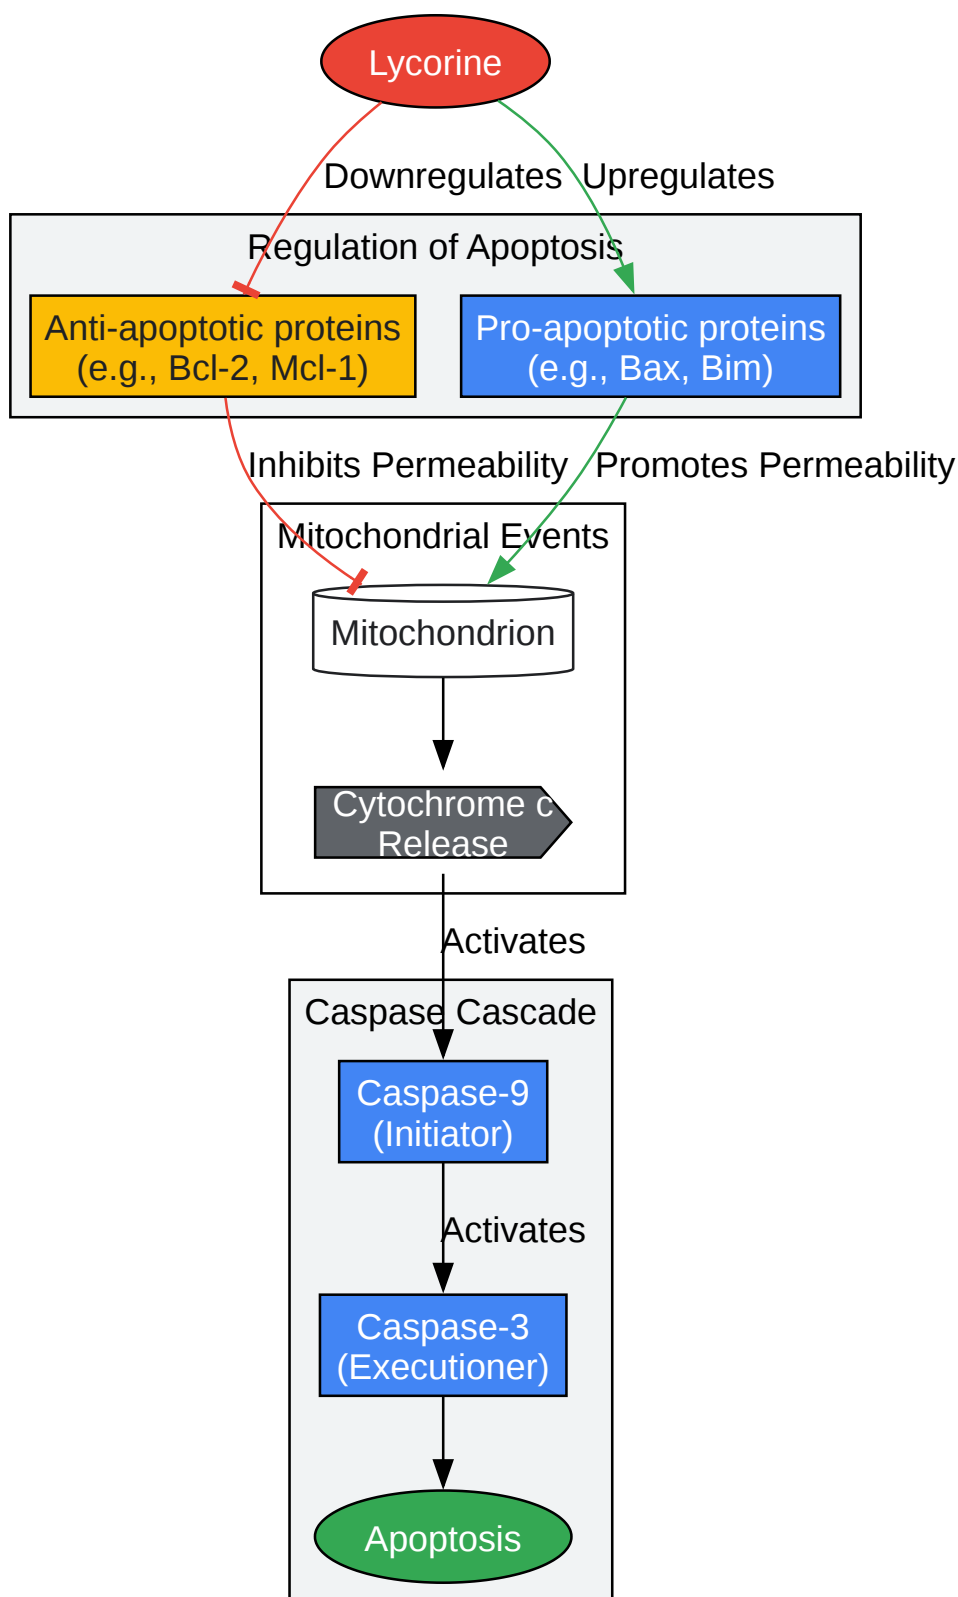 Lycorine
Downregulates
Upregulates
Regulation of Apoptosis
Anti-apoptotic proteins
(e.g., Bcl-2, Mcl-1)
Pro-apoptotic proteins
(e.g., Bax, Bim)
Inhibits Permeability
Promotes Permeability
Mitochondrial Events
Mitochondrion
Cytochrome c
Release
Activates
Caspase Cascade
Caspase-9
(Initiator)
Activates
Caspase-3
(Executioner)
Apoptosis